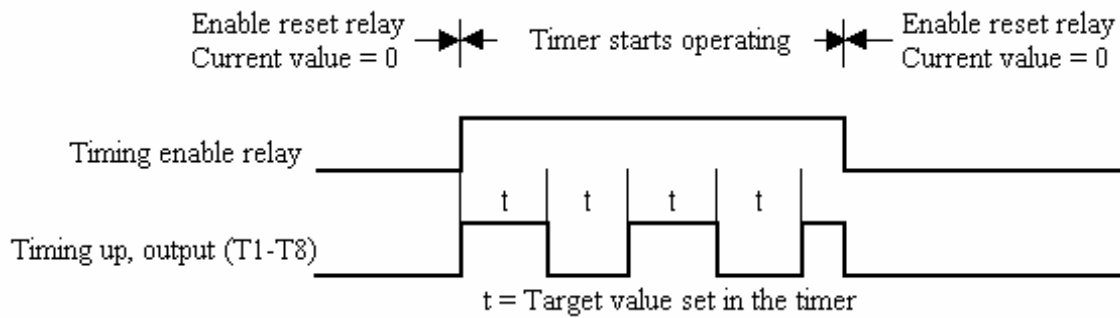 Enable reset relay
Current value = 0
Timer starts operating
Enable reset relay
Current value = 0
Timing enable relay
t
t
t
t
Timing up, output (T1-T8)
t = Target value set in the timer